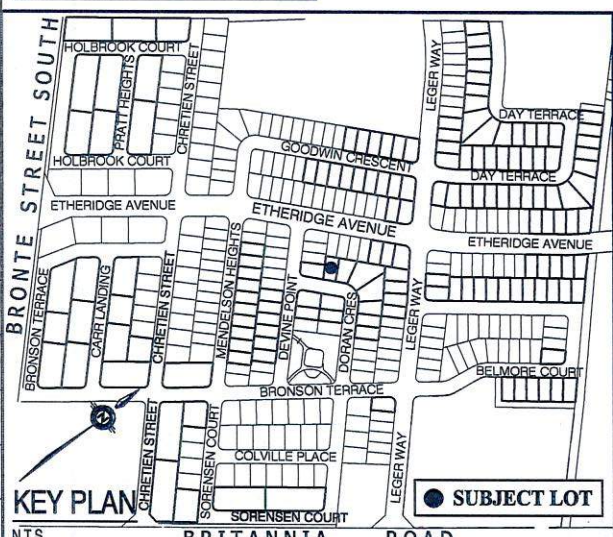 BRONTE STREET SOUTH
HOLBROOK COURT
PRATT HEIGHTS
CHRETIEN STREET
LEGER WAY
DAY TERRACE
GOODWIN CRESCENT
HOLBROOK COURT
DAY TERRACE
ETHERIDGE AVENUE
ETHERIDGE AVENUE
ETHERIDGE AVENUE
BRONSON TERRACE
CARR LANDING
CHRETIEN STREET
MENDELSON HEIGHTS
DEVINE POINT
DORAN CRES
LEGER WAY
BELMORE COURT
BRONSON TERRACE
N
CHRETIEN STREET
SORENSEN COURT
COLVILLE PLACE
LEGER WAY
KEY PLAN
SUBJECT LOT
SORENSEN COURT
NTS
BRITANNIA ROAD